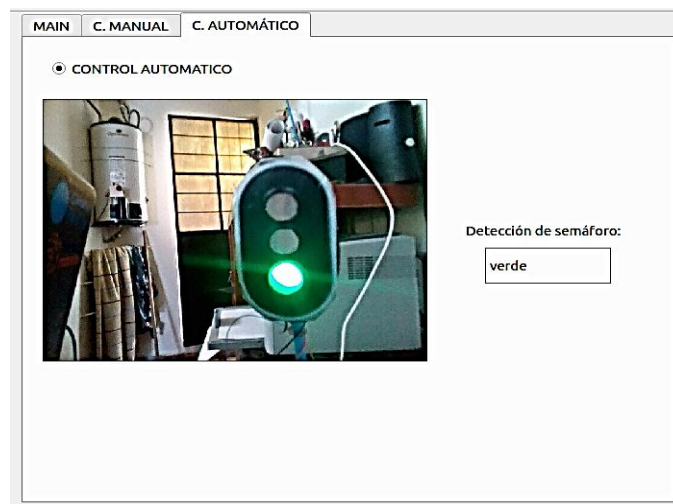 MAIN
C. MANUAL
C. AUTOMÁTICO
CONTROL AUTOMATICO
Detección de semáforo:
verde